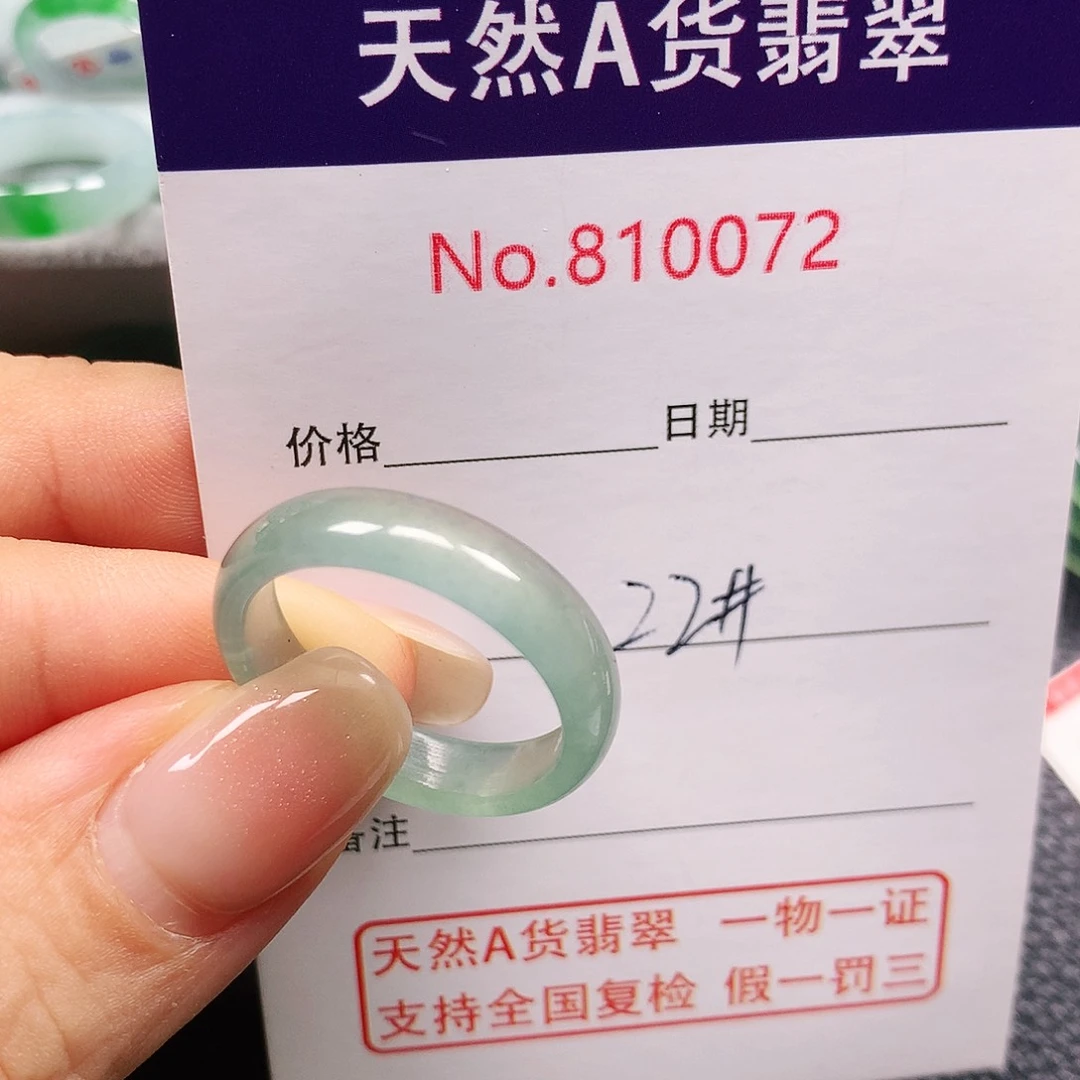 天然A货翡翠
No.810072
价格 日期
22#
备注
天然A货翡翠 一物一证
支持全国复检 假一罚三